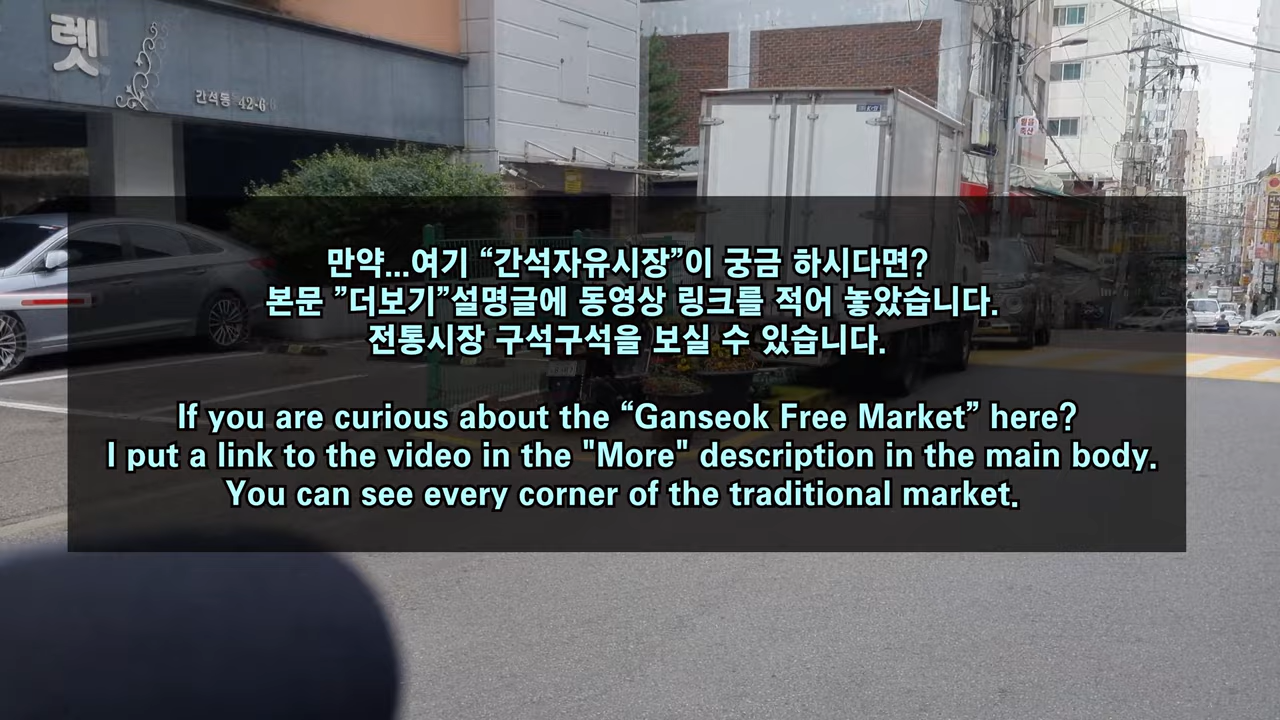 렛
간석동 42-6
만약...여기 “간석자유시장”이 궁금 하시다면?
본문 ”더보기”설명글에 동영상 링크를 적어 놓았습니다.
전통시장 구석구석을 보실 수 있습니다.
If you are curious about the “Ganseok Free Market” here?
I put a link to the video in the "More" description in the main body.
You can see every corner of the traditional market.